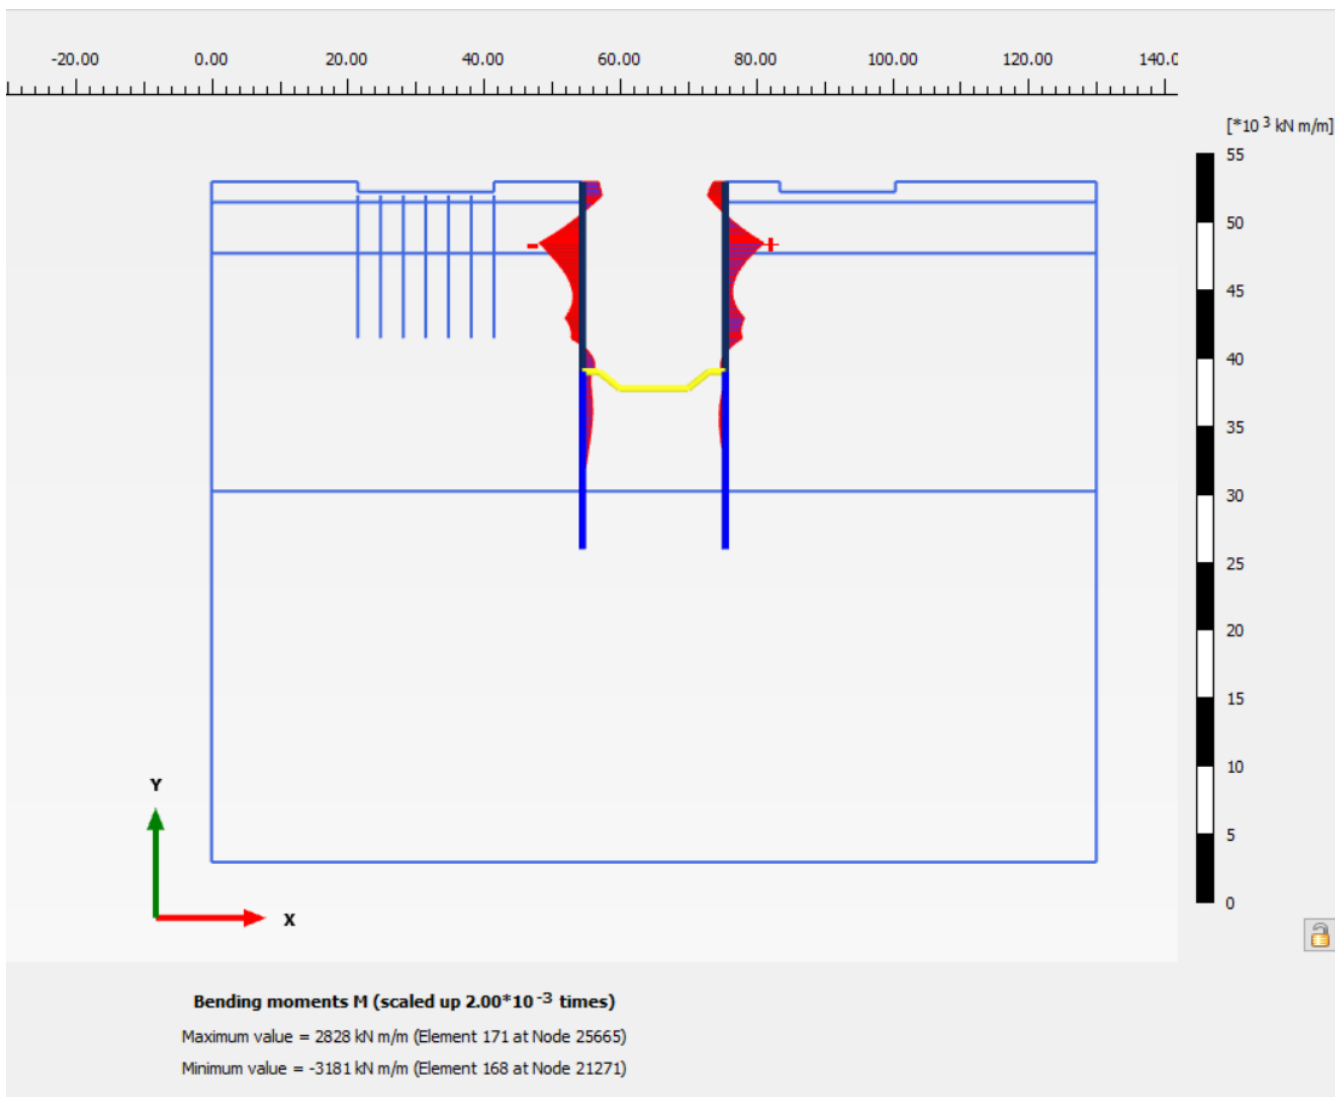 -20.00 0.00 20.00 40.00 60.00 80.00 100.00 120.00 140.0
[*10 3 kN m/m]
55
50
45
40
35
30
25
20
15
10
5
0
Y
X
Bending moments M (scaled up 2.00*10 -3 times)
Maximum value = 2828 kN m/m (Element 171 at Node 25665)
Minimum value = -3181 kN m/m (Element 168 at Node 21271)